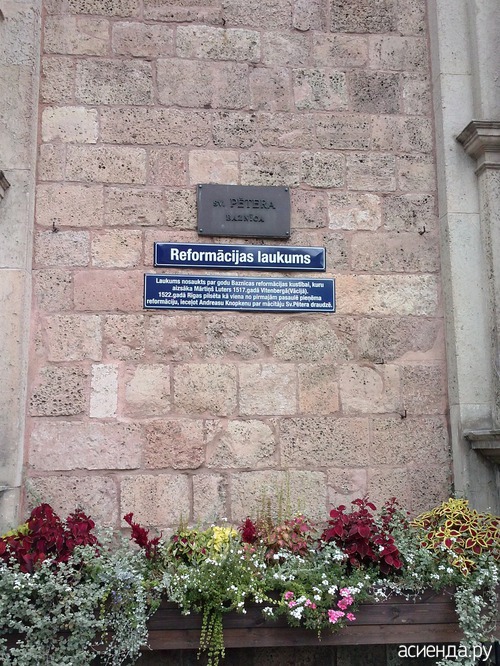 SV. PĒTERA
BAZNĪCA
Reformācijas laukums
Laukums nosaukts par godu Baznīcas reformācijas kustībai, kuru
aizsāka Mārtiņš Luters 1517.gadā Vitenbergā(Vācijā).
1522.gadā Rīgas pilsēta kā viena no pirmajām pasaulē pieņēma
reformāciju, ieceļot Andreasu Knopkenu par mācītāju Sv.Pētera draudzē.
асиенда.ру